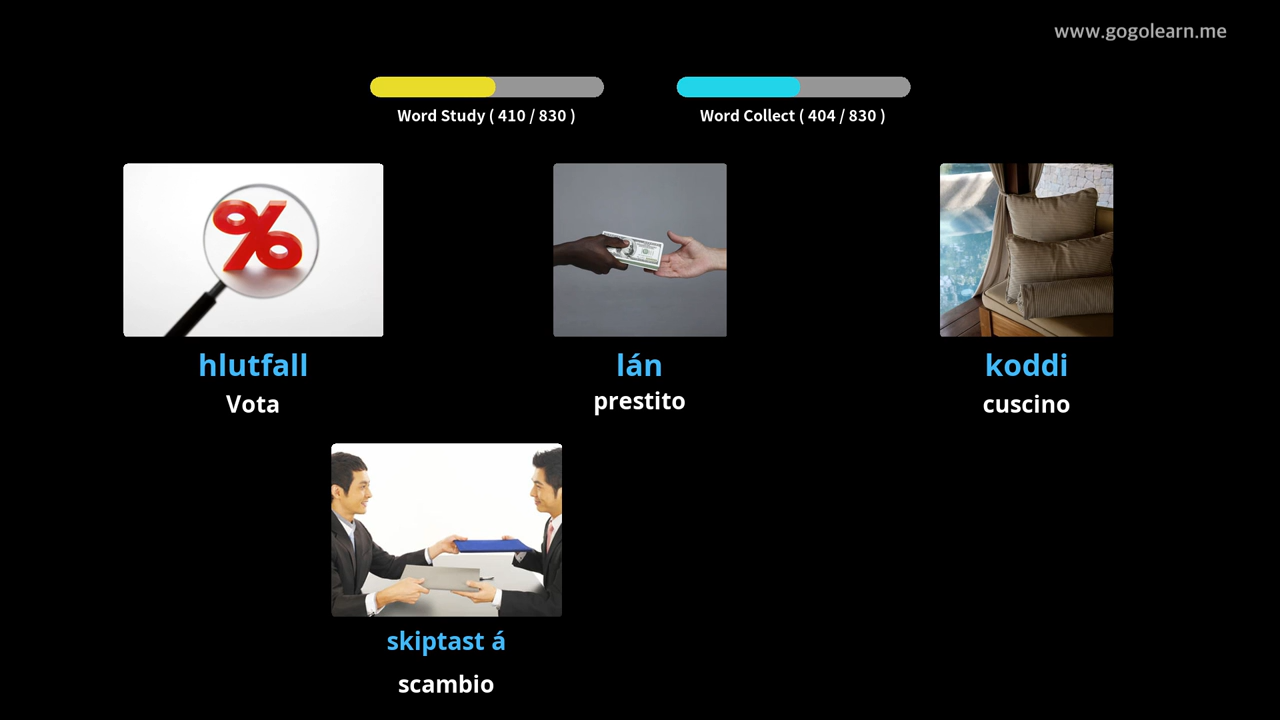 www.gogolearn.me
Word Study ( 410 / 830 )
Word Collect ( 404 / 830 )
%
hlutfall
Vota
lán
prestito
koddi
cuscino
skiptast á
scambio